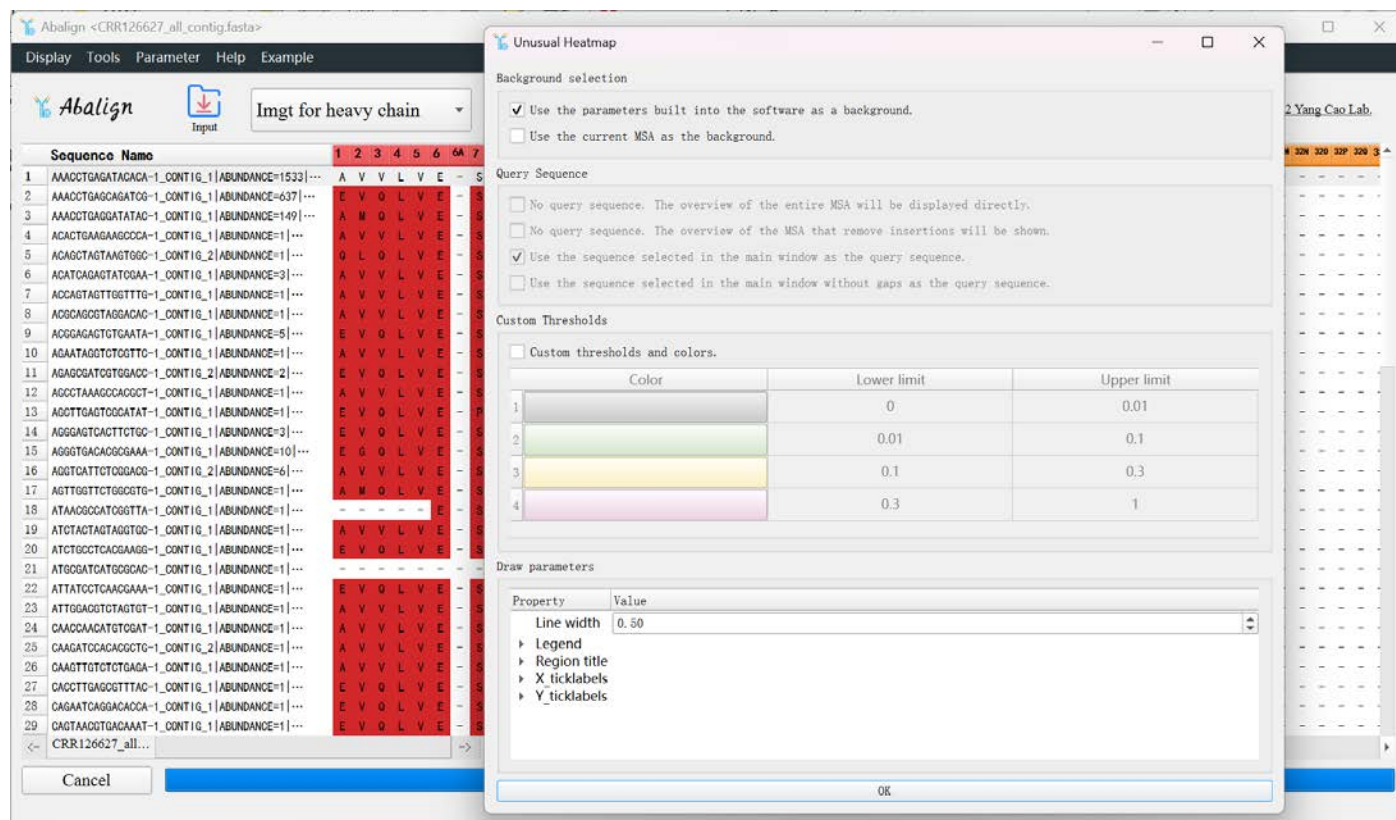 Abalign <CRR126627_all_contig.fasta>
Display Tools Parameter Help Example
Abalign
Input
Imgt for heavy chain
2 Yang Cao Lab.
Sequence Name 1 2 3 4 5 6 6A 7
32N 32O 32P 32Q
1 AAACCTGAGATACACA-1_CONTIG_1|ABUNDANCE=1533|··· A V V L V E - S
2 AAACCTGAGCAGATCG-1_CONTIG_1|ABUNDANCE=637|··· E V Q L V E - S
3 AAACCTGAGGATATAC-1_CONTIG_1|ABUNDANCE=149|··· A M Q L V E - S
4 ACACTGAAGAAGCCCA-1_CONTIG_1|ABUNDANCE=1|··· A V V L V E - S
5 ACAGCTAGTAAGTGGC-1_CONTIG_2|ABUNDANCE=1|··· Q L Q L V E - S
6 ACATCAGAGTATCGAA-1_CONTIG_1|ABUNDANCE=3|··· A V V L V E - S
7 ACCAGTAGTTGGTTTG-1_CONTIG_1|ABUNDANCE=1|··· A V V L V E - S
8 ACGCAGCGTAGGACAC-1_CONTIG_1|ABUNDANCE=1|··· A V V L V E - S
9 ACGGAGAGTGTGAATA-1_CONTIG_1|ABUNDANCE=5|··· E V Q L V E - S
10 AGAATAGGTCTCGTTC-1_CONTIG_1|ABUNDANCE=1|··· A V V L V E - S
11 AGAGCGATCGTGGACC-1_CONTIG_2|ABUNDANCE=2|··· E V Q L V E - S
12 AGCCTAAAGCCACGCT-1_CONTIG_1|ABUNDANCE=1|··· A V V L V E - S
13 AGCTTGAGTCGCATAT-1_CONTIG_1|ABUNDANCE=1|··· E V Q L V E - P
14 AGGGAGTCACTTCTGC-1_CONTIG_1|ABUNDANCE=3|··· E V Q L V E - S
15 AGGGTGACACGCGAAA-1_CONTIG_1|ABUNDANCE=10|··· E G Q L V E - S
16 AGGTCATTCTCGGACG-1_CONTIG_2|ABUNDANCE=6|··· A V V L V E - S
17 AGTTGGTTCTGGCGTG-1_CONTIG_1|ABUNDANCE=1|··· A M Q L V E - S
18 ATAACGCCATCGGTTA-1_CONTIG_1|ABUNDANCE=1|··· - - - - - E - S
19 ATCTACTAGTAGGTGC-1_CONTIG_1|ABUNDANCE=1|··· A V V L V E - S
20 ATCTGCCTCACGAAGG-1_CONTIG_1|ABUNDANCE=1|··· E V Q L V E - S
21 ATGCGATCATGCGCAC-1_CONTIG_1|ABUNDANCE=1|··· - - - - - - - -
22 ATTATCCTCAACGAAA-1_CONTIG_1|ABUNDANCE=1|··· E V Q L V E - S
23 ATTGGACGTCTAGTGT-1_CONTIG_1|ABUNDANCE=1|··· A V V L V E - S
24 CAACCAACATGTCGAT-1_CONTIG_1|ABUNDANCE=1|··· A V V L V E - S
25 CAAGATCCACACGCTG-1_CONTIG_2|ABUNDANCE=1|··· A V V L V E - S
26 CAAGTTGTCTCTGAGA-1_CONTIG_1|ABUNDANCE=1|··· A V V L V E - S
27 CACCTTGAGCGTTTAC-1_CONTIG_1|ABUNDANCE=1|··· E V Q L V E - S
28 CAGAATCAGGACACCA-1_CONTIG_1|ABUNDANCE=1|··· E V Q L V E - S
29 CAGTAACGTGACAAAT-1_CONTIG_1|ABUNDANCE=1|··· E V Q L V E - S
<- CRR126627_all... ->
Cancel
Unusual Heatmap
Background selection
Use the parameters built into the software as a background.
Use the current MSA as the background.
Query Sequence
No query sequence. The overview of the entire MSA will be displayed directly.
No query sequence. The overview of the MSA that remove insertions will be shown.
Use the sequence selected in the main window as the query sequence.
Use the sequence selected in the main window without gaps as the query sequence.
Custom Thresholds
Custom thresholds and colors.
Color Lower limit Upper limit
1 0 0.01
2 0.01 0.1
3 0.1 0.3
4 0.3 1
Draw parameters
Property Value
Line width 0.50
Legend
Region title
X_ticklabels
Y_ticklabels
OK